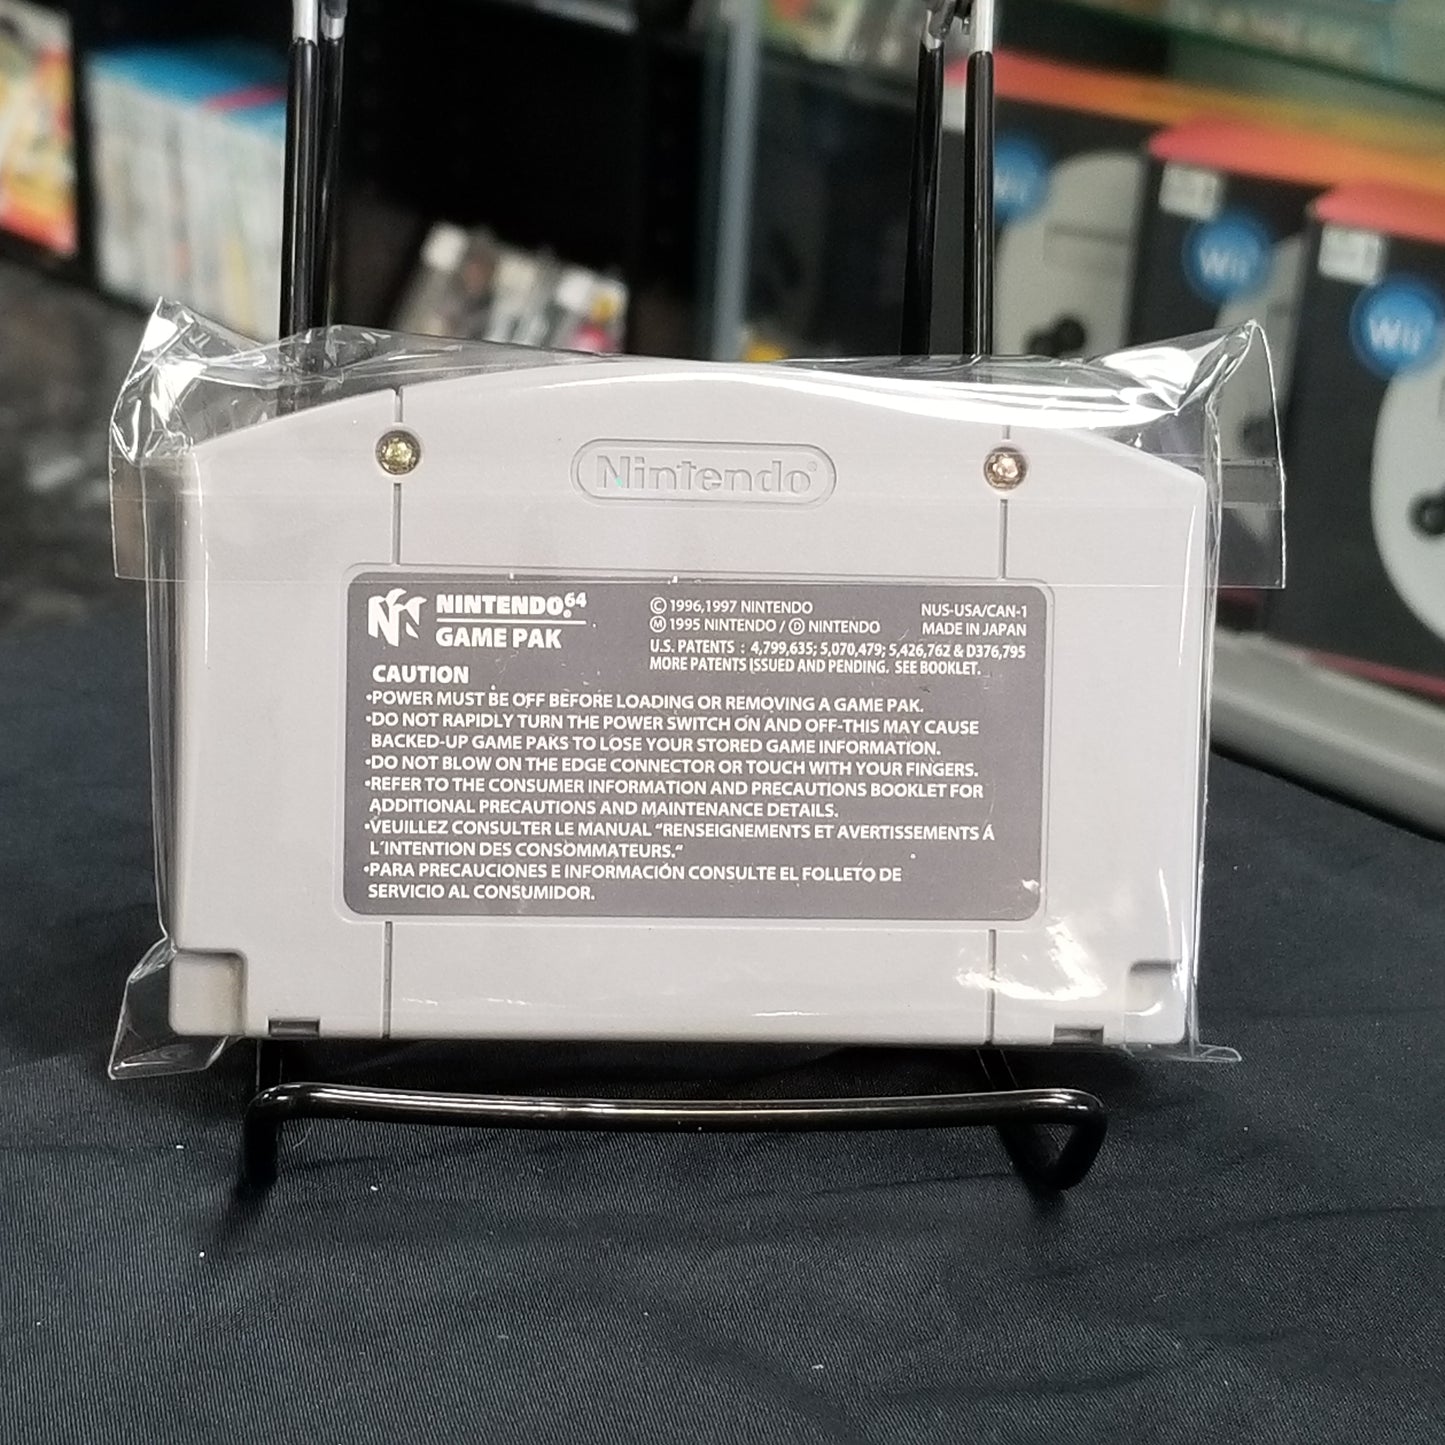 Nintendo®
NINTENDO64®
GAME PAK
© 1996,1997 NINTENDO
Ⓜ 1995 NINTENDO / Ⓓ NINTENDO
NUS-USA/CAN-1
MADE IN JAPAN
U.S. PATENTS : 4,799,635; 5,070,479; 5,426,762 & D376,795
MORE PATENTS ISSUED AND PENDING. SEE BOOKLET.
CAUTION
•POWER MUST BE OFF BEFORE LOADING OR REMOVING A GAME PAK.
•DO NOT RAPIDLY TURN THE POWER SWITCH ON AND OFF-THIS MAY CAUSE
BACKED-UP GAME PAKS TO LOSE YOUR STORED GAME INFORMATION.
•DO NOT BLOW ON THE EDGE CONNECTOR OR TOUCH WITH YOUR FINGERS.
•REFER TO THE CONSUMER INFORMATION AND PRECAUTIONS BOOKLET FOR
ADDITIONAL PRECAUTIONS AND MAINTENANCE DETAILS.
•VEUILLEZ CONSULTER LE MANUAL "RENSEIGNEMENTS ET AVERTISSEMENTS Á
L'INTENTION DES CONSOMMATEURS."
•PARA PRECAUCIONES E INFORMACIÓN CONSULTE EL FOLLETO DE
SERVICIO AL CONSUMIDOR.
Wii
Wii
Wii